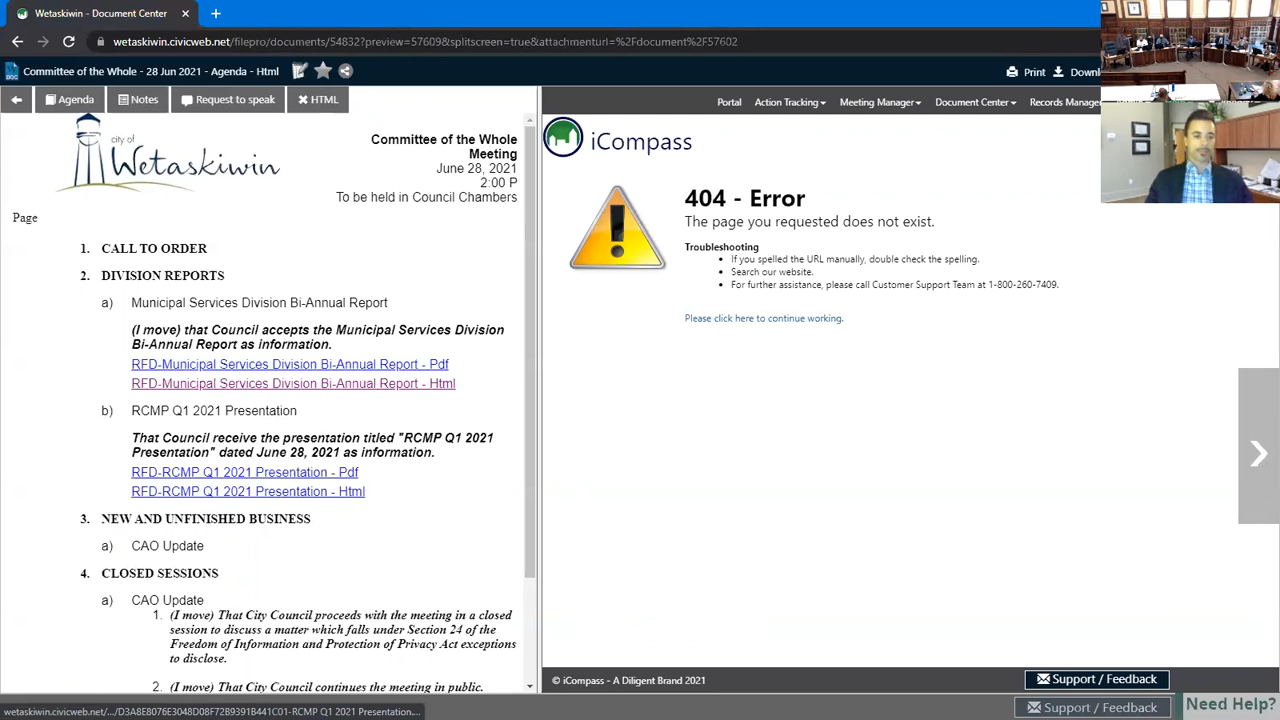 Wetaskiwin - Document Center
wetaskiwin.civicweb.net/filepro/documents/54832?preview=57609&splitscreen=true&attachmenturl=%2Fdocument%2F57602
Committee of the Whole - 28 Jun 2021 - Agenda - Html
Print
Downl
Agenda
Notes
Request to speak
HTML
city of
Wetaskiwin
Committee of the Whole
Meeting
June 28, 2021
2:00 P
To be held in Council Chambers
Page
1. CALL TO ORDER
2. DIVISION REPORTS
a) Municipal Services Division Bi-Annual Report
(I move) that Council accepts the Municipal Services Division
Bi-Annual Report as information.
RFD-Municipal Services Division Bi-Annual Report - Pdf
RFD-Municipal Services Division Bi-Annual Report - Html
b) RCMP Q1 2021 Presentation
That Council receive the presentation titled "RCMP Q1 2021
Presentation" dated June 28, 2021 as information.
RFD-RCMP Q1 2021 Presentation - Pdf
RFD-RCMP Q1 2021 Presentation - Html
3. NEW AND UNFINISHED BUSINESS
a) CAO Update
4. CLOSED SESSIONS
a) CAO Update
1. (I move) That City Council proceeds with the meeting in a closed
session to discuss a matter which falls under Section 24 of the
Freedom of Information and Protection of Privacy Act exceptions
to disclose.
2. (I move) That City Council continues the meeting in public.
wetaskiwin.civicweb.net/.../D3A8E8076E3048D08F72B9391B441C01-RCMP Q1 2021 Presentation....
Portal
Action Tracking
Meeting Manager
Document Center
Records Manage
iCompass
404 - Error
The page you requested does not exist.
Troubleshooting
If you spelled the URL manually, double check the spelling.
Search our website.
For further assistance, please call Customer Support Team at 1-800-260-7409.
Please click here to continue working.
© iCompass - A Diligent Brand 2021
Support / Feedback
Support / Feedback
Need Help?